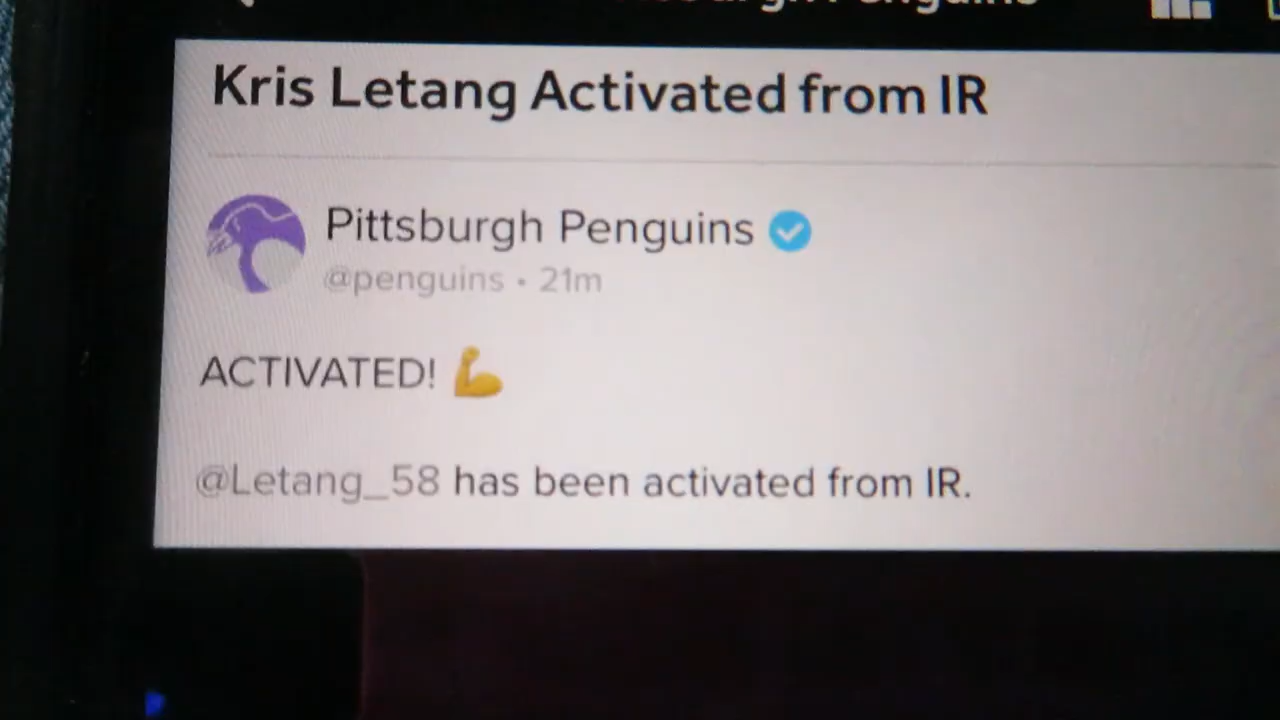 Kris Letang Activated from IR
Pittsburgh Penguins
@penguins • 21m
ACTIVATED! 💪
@Letang_58 has been activated from IR.